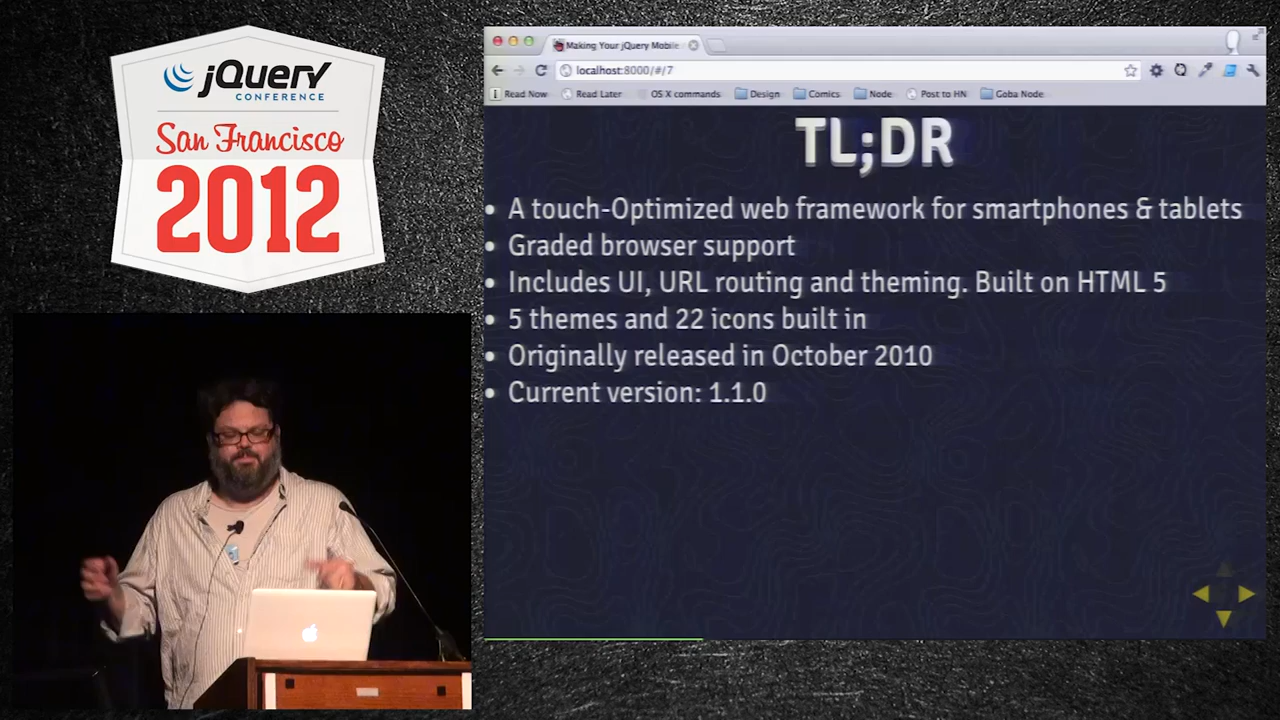 jQuery
CONFERENCE
San Francisco
2012
Making Your jQuery Mobile
localhost:8000/#/7
Read Now
Read Later
OS X commands
Design
Comics
Node
Post to HN
Goba Node
TL;DR
• A touch-Optimized web framework for smartphones & tablets
• Graded browser support
• Includes UI, URL routing and theming. Built on HTML 5
• 5 themes and 22 icons built in
• Originally released in October 2010
• Current version: 1.1.0